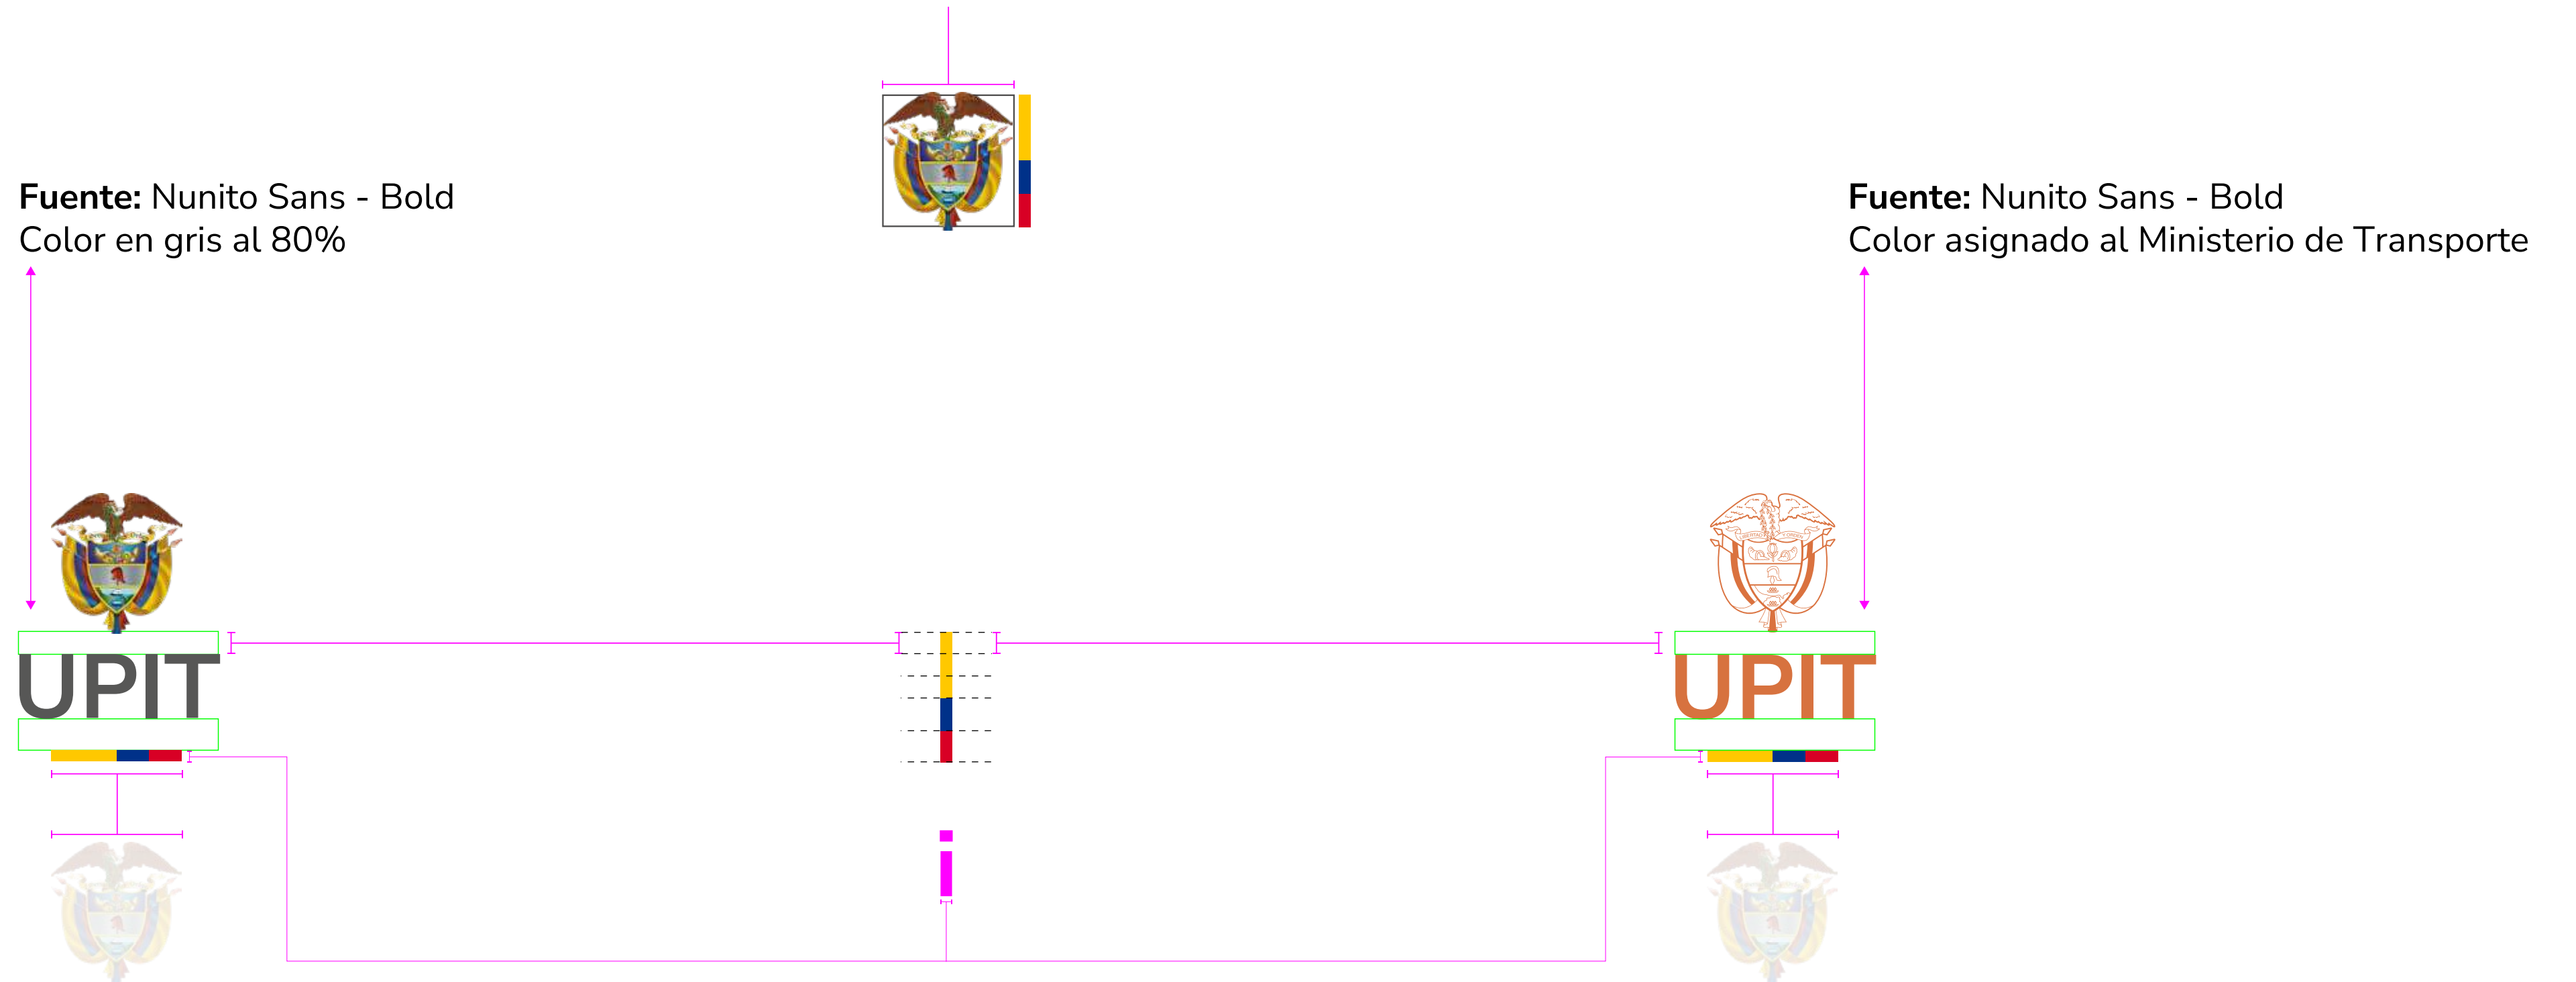 Fuente: Nunito Sans - Bold
Color en gris al 80%
Fuente: Nunito Sans - Bold
Color asignado al Ministerio de Transporte
UPIT
UPIT